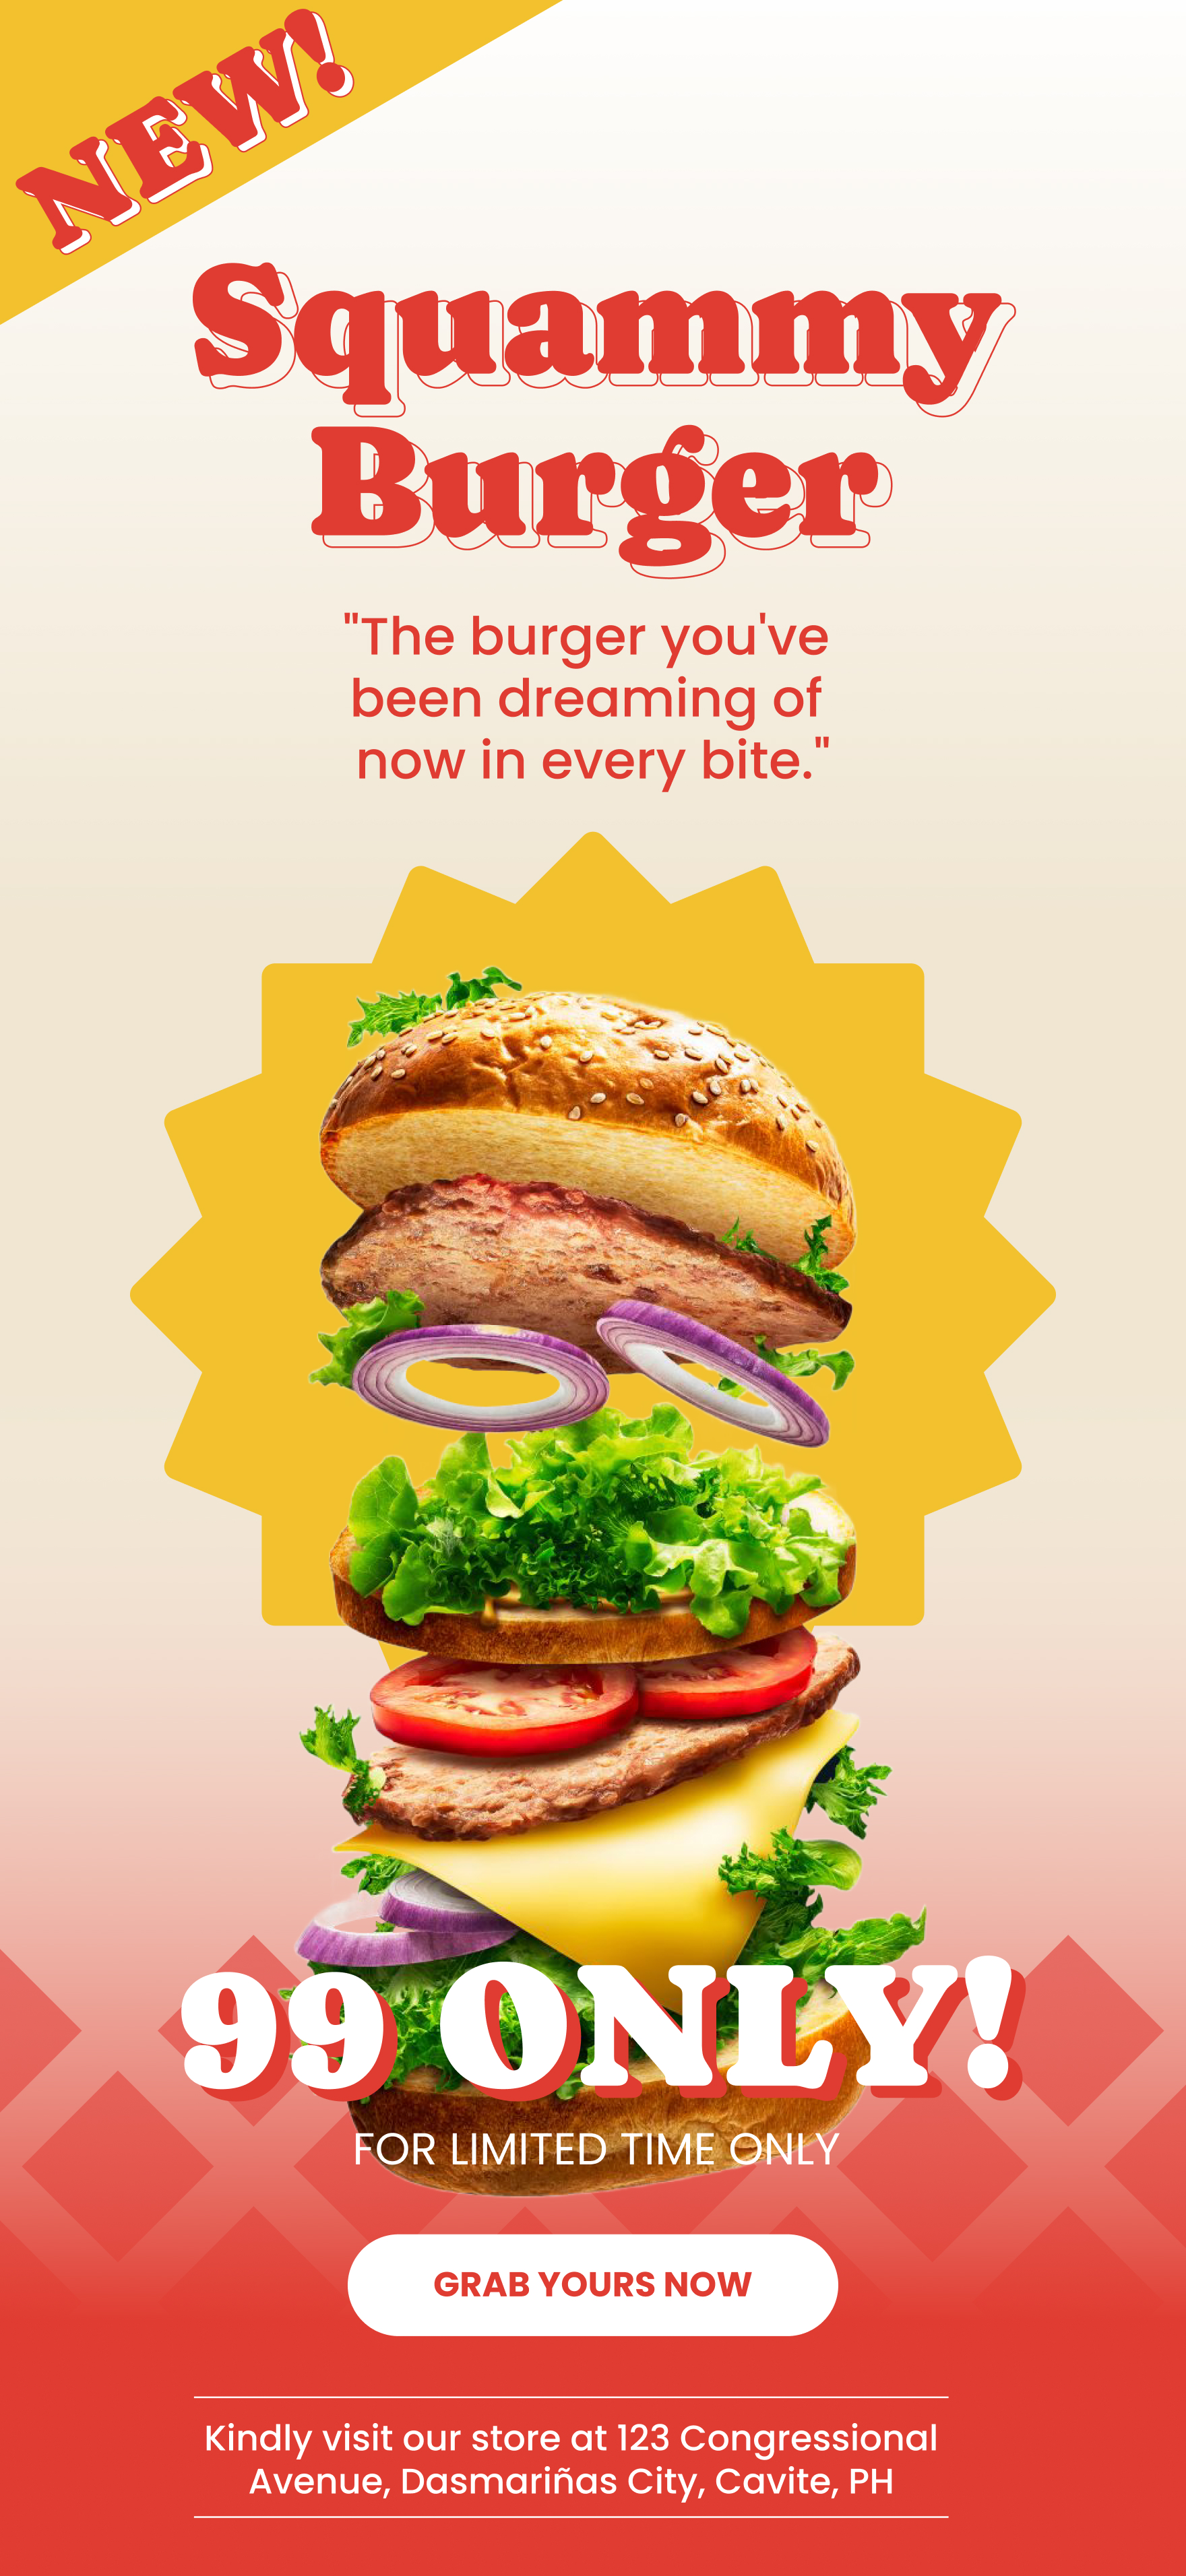 NEW!
Squammy
Burger
"The burger you've
been dreaming of
now in every bite."
99 ONLY!
FOR LIMITED TIME ONLY
GRAB YOURS NOW
Kindly visit our store at 123 Congressional
Avenue, Dasmariñas City, Cavite, PH